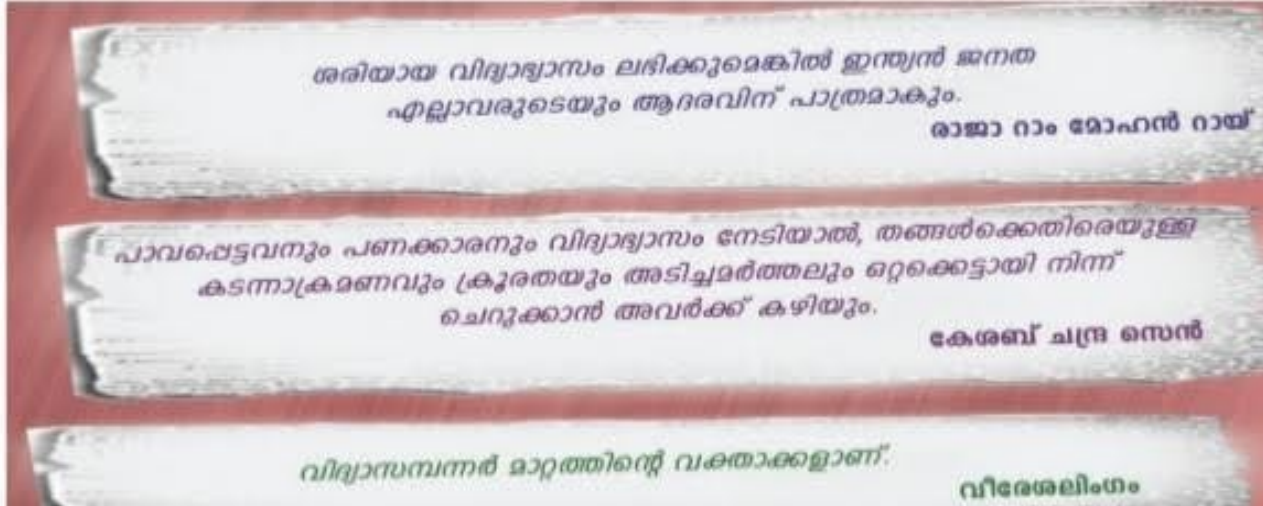 ശരിയായ വിദ്യാഭ്യാസം ലഭിക്കുമെങ്കിൽ ഇന്ത്യൻ ജനത
എല്ലാവരുടെയും ആദരവിന് പാത്രമാകും.
രാജാ റാം മോഹൻ റായ്
പാവപ്പെട്ടവനും പണക്കാരനും വിദ്യാഭ്യാസം നേടിയാൽ, തങ്ങൾക്കെതിരെയുള്ള
കടന്നാക്രമണവും ക്രൂരതയും അടിച്ചമർത്തലും ഒറ്റക്കെട്ടായി നിന്ന്
ചെറുക്കാൻ അവർക്ക് കഴിയും.
കേശബ് ചന്ദ്ര സെൻ
വിദ്യാസമ്പന്നർ മാറ്റത്തിന്റെ വക്താക്കളാണ്.
വീരേശലിംഗം